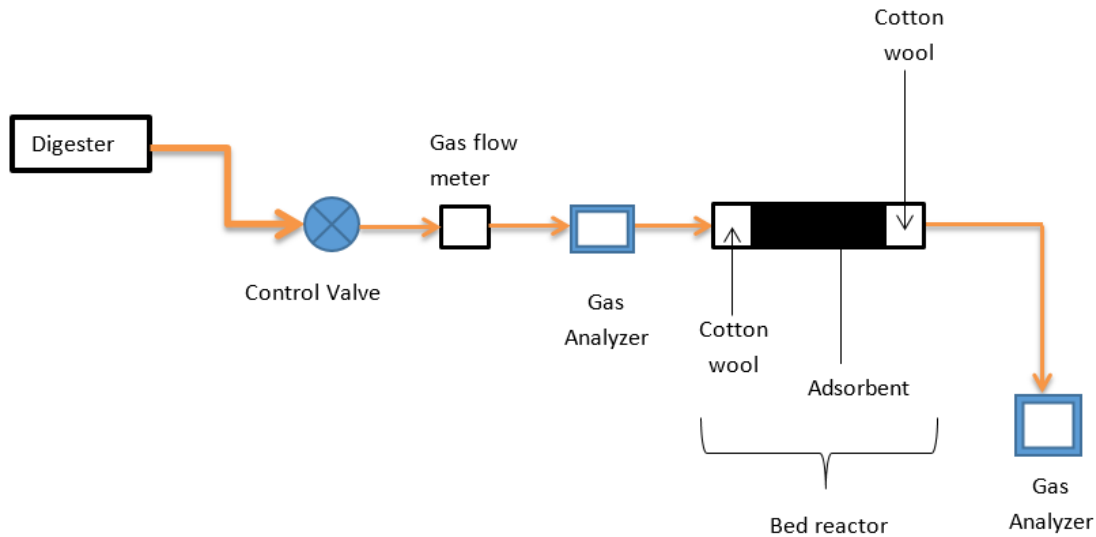 Cotton
wool
Digester
Gas flow
meter
Control Valve
Gas
Analyzer
Cotton
wool
Adsorbent
Gas
Analyzer
Bed reactor